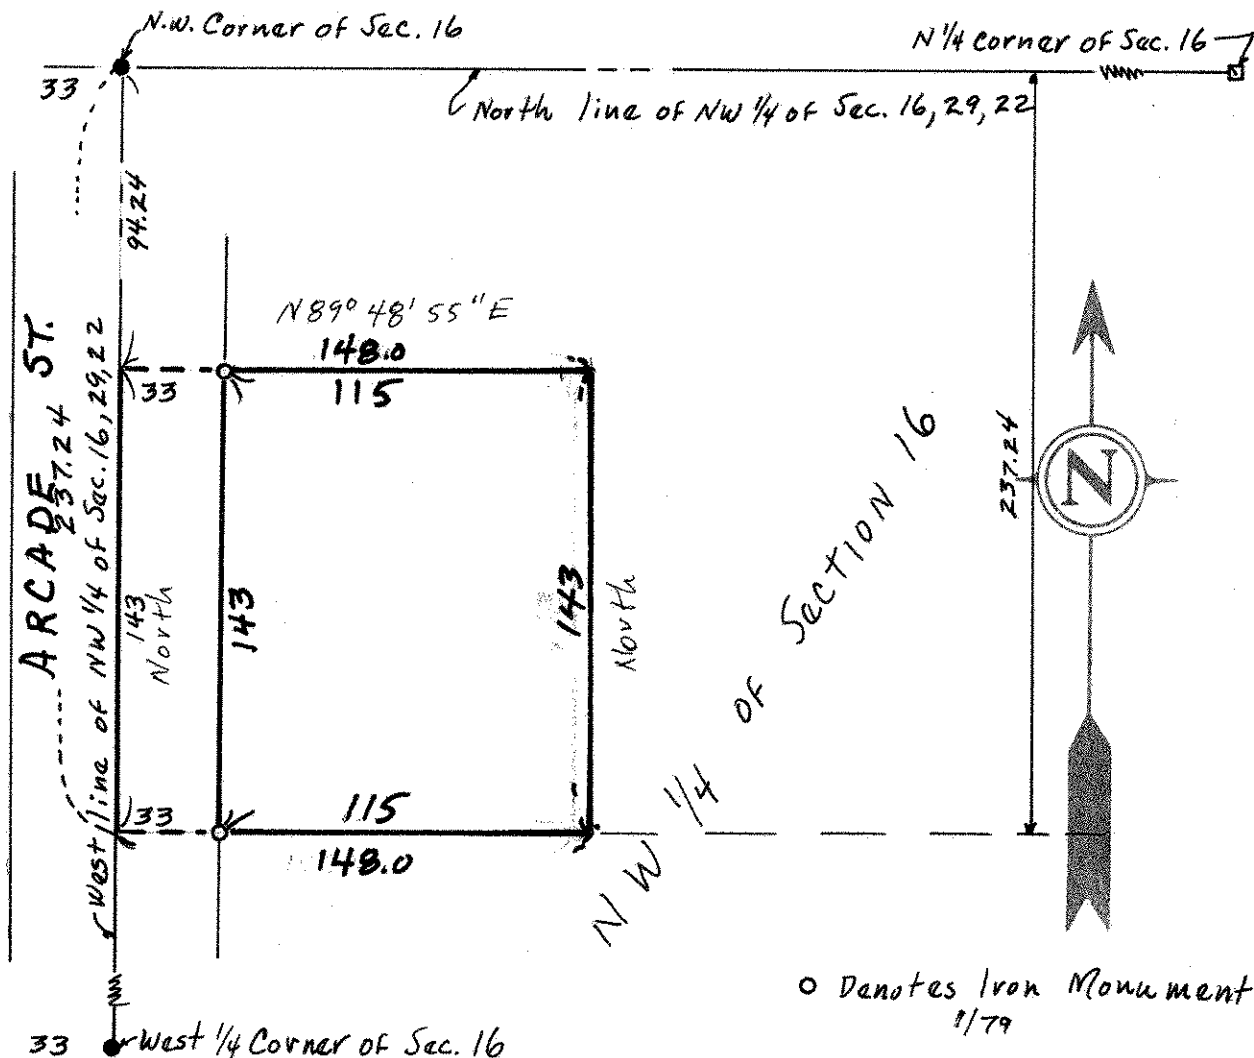 N.W. Corner of Sec. 16
N 1/4 Corner of Sec. 16
33
North line of NW 1/4 of Sec. 16, 29, 22
94.24
N 89° 48' 55" E
148.0
115
33
ARCADE ST.
237.24
West line of NW 1/4 of Sec. 16, 29, 22
143
North
143
143
North
NW 1/4 OF SECTION 16
237.24
N
33
115
148.0
O Denotes Iron Monument
1/79
33
West 1/4 Corner of Sec. 16